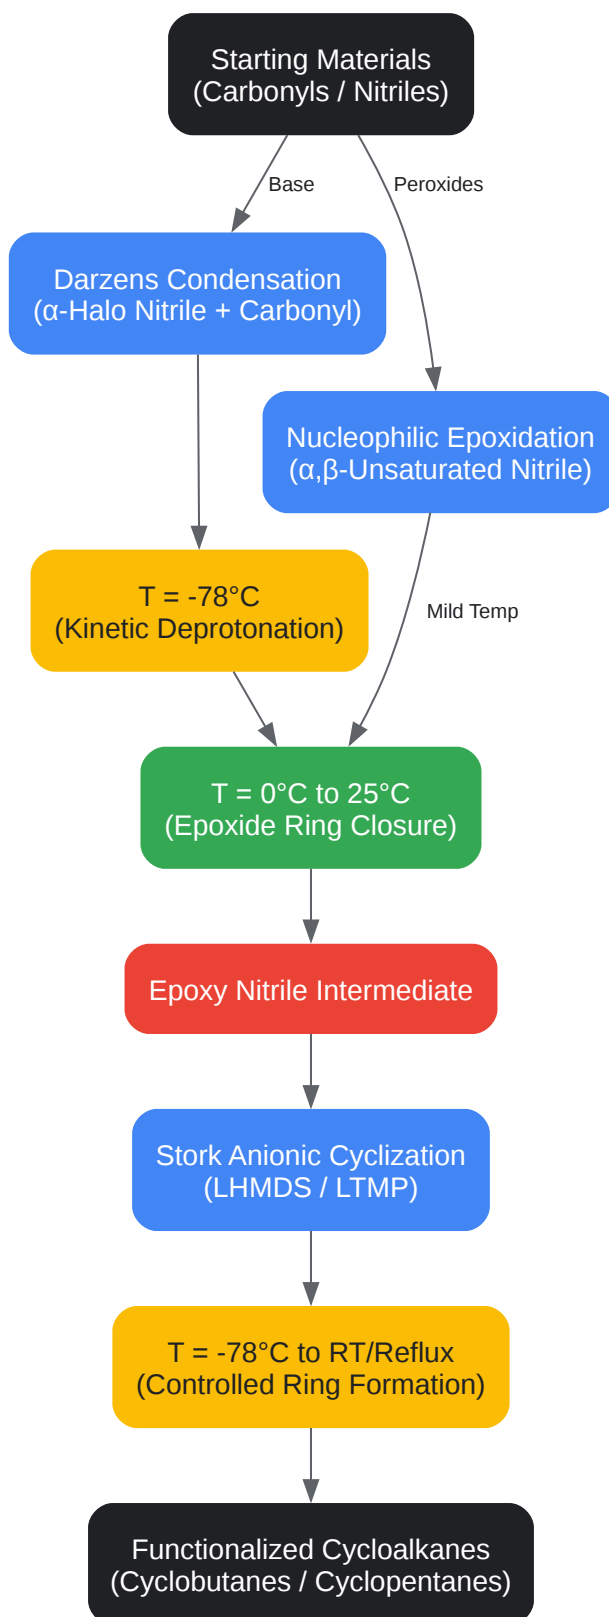 Starting Materials
(Carbonyls / Nitriles)
Base
Peroxides
Darzens Condensation
(α-Halo Nitrile + Carbonyl)
Nucleophilic Epoxidation
(α,β-Unsaturated Nitrile)
T = -78°C
(Kinetic Deprotonation)
Mild Temp
T = 0°C to 25°C
(Epoxide Ring Closure)
Epoxy Nitrile Intermediate
Stork Anionic Cyclization
(LHMDS / LTMP)
T = -78°C to RT/Reflux
(Controlled Ring Formation)
Functionalized Cycloalkanes
(Cyclobutanes / Cyclopentanes)